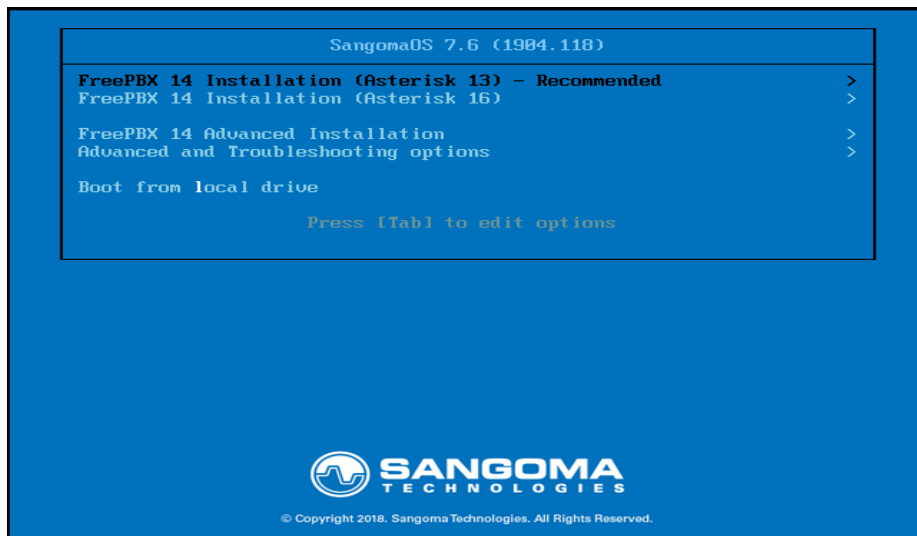 SangomaOS 7.6 (1904.118)
FreePBX 14 Installation (Asterisk 13) - Recommended >
FreePBX 14 Installation (Asterisk 16) >
FreePBX 14 Advanced Installation >
Advanced and Troubleshooting options >
Boot from local drive
Press [Tab] to edit options
SANGOMA
TECHNOLOGIES
© Copyright 2018. Sangoma Technologies. All Rights Reserved.